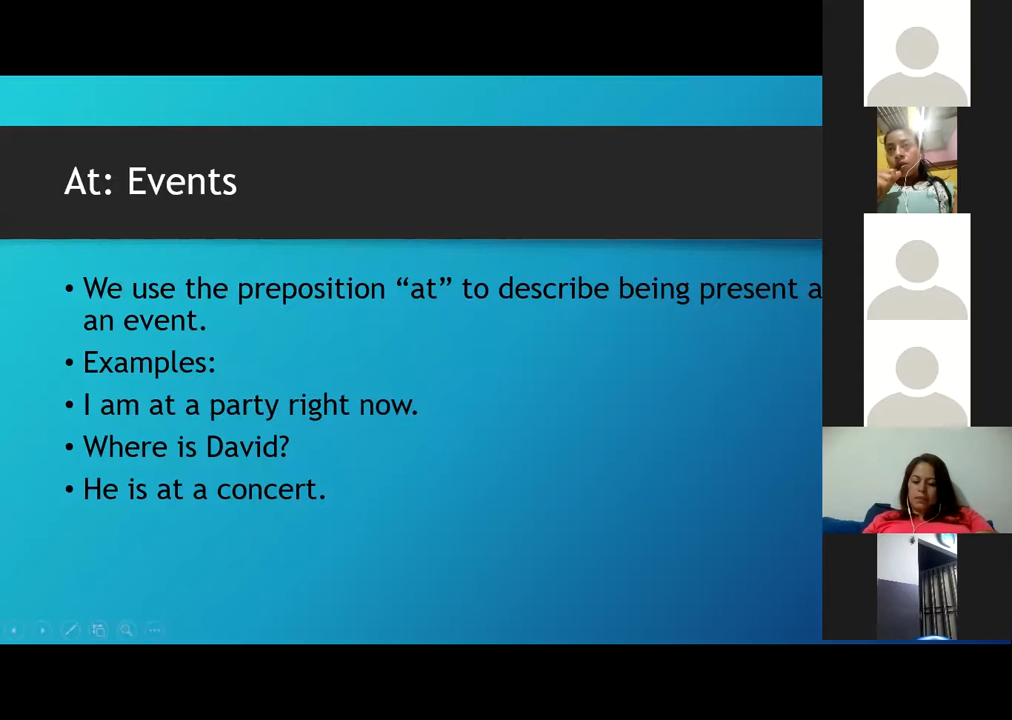 At: Events
• We use the preposition “at” to describe being present a
an event.
• Examples:
• I am at a party right now.
• Where is David?
• He is at a concert.